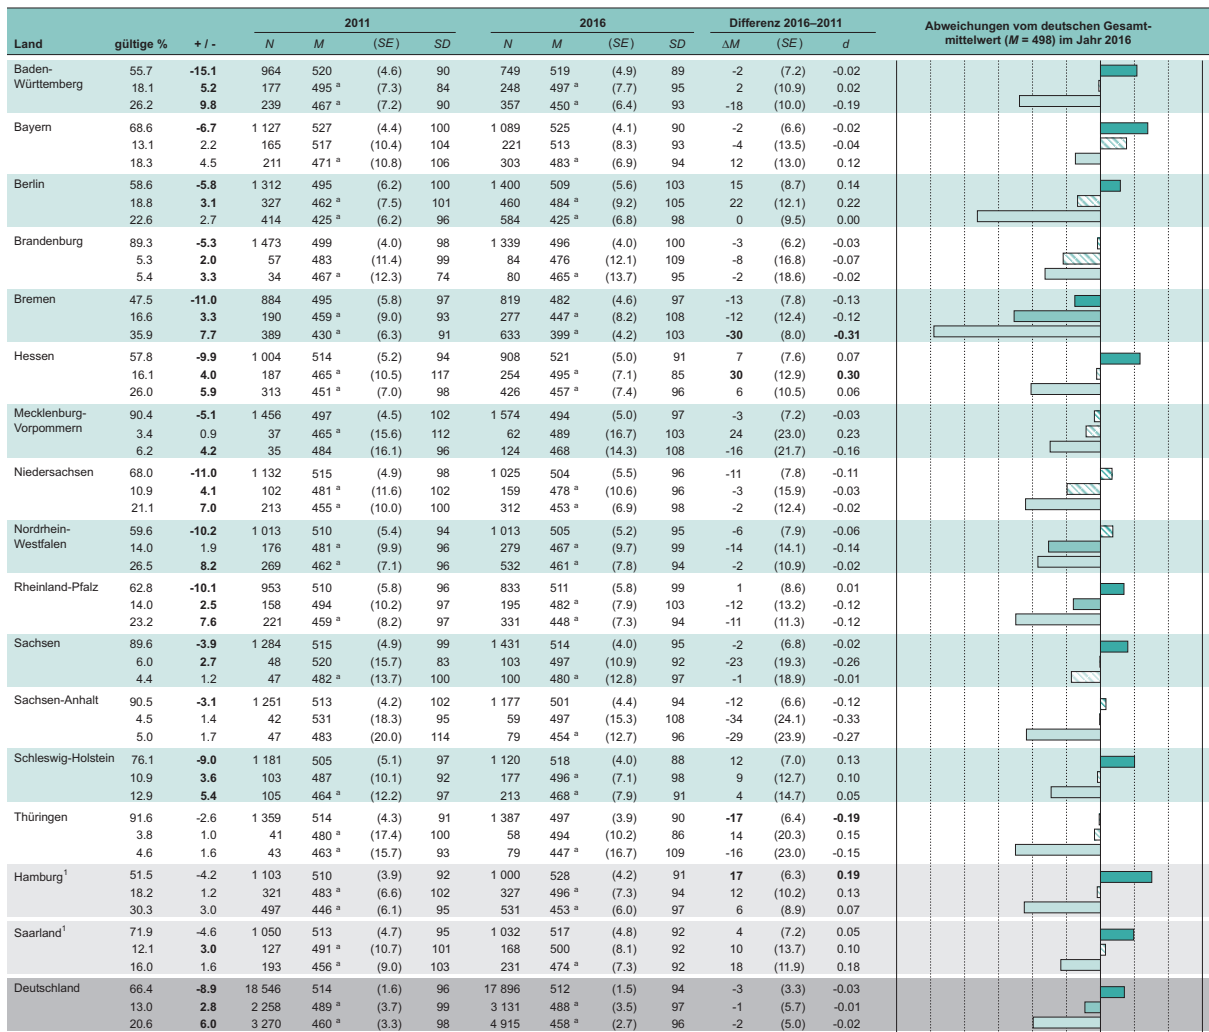 2011 2016 Differenz 2016–2011 Abweichungen vom deutschen Gesamt-
Land gültige % + / - N M (SE) SD N M (SE) SD ΔM (SE) d mittelwert (M = 498) im Jahr 2016
Baden- 55.7 -15.1 964 520 (4.6) 90 749 519 (4.9) 89 -2 (7.2) -0.02
Württemberg 18.1 5.2 177 495 a (7.3) 84 248 497 a (7.7) 95 2 (10.9) 0.02
26.2 9.8 239 467 a (7.2) 90 357 450 a (6.4) 93 -18 (10.0) -0.19
Bayern 68.6 -6.7 1 127 527 (4.4) 100 1 089 525 (4.1) 90 -2 (6.6) -0.02
13.1 2.2 165 517 (10.4) 104 221 513 (8.3) 93 -4 (13.5) -0.04
18.3 4.5 211 471 a (10.8) 106 303 483 a (6.9) 94 12 (13.0) 0.12
Berlin 58.6 -5.8 1 312 495 (6.2) 100 1 400 509 (5.6) 103 15 (8.7) 0.14
18.8 3.1 327 462 a (7.5) 101 460 484 a (9.2) 105 22 (12.1) 0.22
22.6 2.7 414 425 a (6.2) 96 584 425 a (6.8) 98 0 (9.5) 0.00
Brandenburg 89.3 -5.3 1 473 499 (4.0) 98 1 339 496 (4.0) 100 -3 (6.2) -0.03
5.3 2.0 57 483 (11.4) 99 84 476 (12.1) 109 -8 (16.8) -0.07
5.4 3.3 34 467 a (12.3) 74 80 465 a (13.7) 95 -2 (18.6) -0.02
Bremen 47.5 -11.0 884 495 (5.8) 97 819 482 (4.6) 97 -13 (7.8) -0.13
16.6 3.3 190 459 a (9.0) 93 277 447 a (8.2) 108 -12 (12.4) -0.12
35.9 7.7 389 430 a (6.3) 91 633 399 a (4.2) 103 -30 (8.0) -0.31
Hessen 57.8 -9.9 1 004 514 (5.2) 94 908 521 (5.0) 91 7 (7.6) 0.07
16.1 4.0 187 465 a (10.5) 117 254 495 a (7.1) 85 30 (12.9) 0.30
26.0 5.9 313 451 a (7.0) 98 426 457 a (7.4) 96 6 (10.5) 0.06
Mecklenburg- 90.4 -5.1 1 456 497 (4.5) 102 1 574 494 (5.0) 97 -3 (7.2) -0.03
Vorpommern 3.4 0.9 37 465 a (15.6) 112 62 489 (16.7) 103 24 (23.0) 0.23
6.2 4.2 35 484 (16.1) 96 124 468 (14.3) 108 -16 (21.7) -0.16
Niedersachsen 68.0 -11.0 1 132 515 (4.9) 98 1 025 504 (5.5) 96 -11 (7.8) -0.11
10.9 4.1 102 481 a (11.6) 102 159 478 a (10.6) 96 -3 (15.9) -0.03
21.1 7.0 213 455 a (10.0) 100 312 453 a (6.9) 98 -2 (12.4) -0.02
Nordrhein- 59.6 -10.2 1 013 510 (5.4) 94 1 013 505 (5.2) 95 -6 (7.9) -0.06
Westfalen 14.0 1.9 176 481 a (9.9) 96 279 467 a (9.7) 99 -14 (14.1) -0.14
26.5 8.2 269 462 a (7.1) 96 532 461 a (7.8) 94 -2 (10.9) -0.02
Rheinland-Pfalz 62.8 -10.1 953 510 (5.8) 96 833 511 (5.8) 99 1 (8.6) 0.01
14.0 2.5 158 494 (10.2) 97 195 482 a (7.9) 103 -12 (13.2) -0.12
23.2 7.6 221 459 a (8.2) 97 331 448 a (7.3) 94 -11 (11.3) -0.12
Sachsen 89.6 -3.9 1 284 515 (4.9) 99 1 431 514 (4.0) 95 -2 (6.8) -0.02
6.0 2.7 48 520 (15.7) 83 103 497 (10.9) 92 -23 (19.3) -0.26
4.4 1.2 47 482 a (13.7) 100 100 480 a (12.8) 97 -1 (18.9) -0.01
Sachsen-Anhalt 90.5 -3.1 1 251 513 (4.2) 102 1 177 501 (4.4) 94 -12 (6.6) -0.12
4.5 1.4 42 531 (18.3) 95 59 497 (15.3) 108 -34 (24.1) -0.33
5.0 1.7 47 483 (20.0) 114 79 454 a (12.7) 96 -29 (23.9) -0.27
Schleswig-Holstein 76.1 -9.0 1 181 505 (5.1) 97 1 120 518 (4.0) 88 12 (7.0) 0.13
10.9 3.6 103 487 (10.1) 92 177 496 a (7.1) 98 9 (12.7) 0.10
12.9 5.4 105 464 a (12.2) 97 213 468 a (7.9) 91 4 (14.7) 0.05
Thüringen 91.6 -2.6 1 359 514 (4.3) 91 1 387 497 (3.9) 90 -17 (6.4) -0.19
3.8 1.0 41 480 a (17.4) 100 58 494 (10.2) 86 14 (20.3) 0.15
4.6 1.6 43 463 a (15.7) 93 79 447 a (16.7) 109 -16 (23.0) -0.15
Hamburg1 51.5 -4.2 1 103 510 (3.9) 92 1 000 528 (4.2) 91 17 (6.3) 0.19
18.2 1.2 321 483 a (6.6) 102 327 496 a (7.3) 94 12 (10.2) 0.13
30.3 3.0 497 446 a (6.1) 95 531 453 a (6.0) 97 6 (8.9) 0.07
Saarland1 71.9 -4.6 1 050 513 (4.7) 95 1 032 517 (4.8) 92 4 (7.2) 0.05
12.1 3.0 127 491 a (10.7) 101 168 500 (8.1) 92 10 (13.7) 0.10
16.0 1.6 193 456 a (9.0) 103 231 474 a (7.3) 92 18 (11.9) 0.18
Deutschland 66.4 -8.9 18 546 514 (1.6) 96 17 896 512 (1.5) 94 -3 (3.3) -0.03
13.0 2.8 2 258 489 a (3.7) 99 3 131 488 a (3.5) 97 -1 (5.7) -0.01
20.6 6.0 3 270 460 a (3.3) 98 4 915 458 a (2.7) 96 -2 (5.0) -0.02